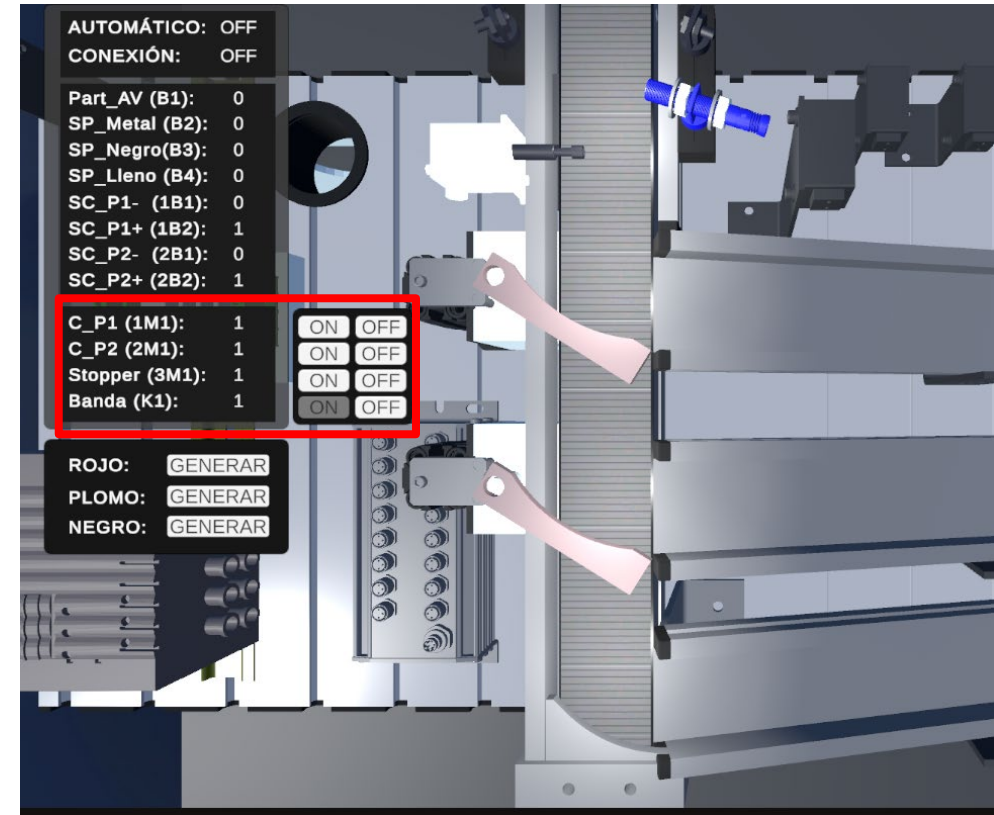 AUTOMÁTICO: OFF
CONEXIÓN: OFF
Part_AV (B1): 0
SP_Metal (B2): 0
SP_Negro(B3): 0
SP_Lleno (B4): 0
SC_P1- (1B1): 0
SC_P1+ (1B2): 1
SC_P2- (2B1): 0
SC_P2+ (2B2): 1
C_P1 (1M1): 1 ON OFF
C_P2 (2M1): 1 ON OFF
Stopper (3M1): 1 ON OFF
Banda (K1): 1 ON OFF
ROJO: GENERAR
PLOMO: GENERAR
NEGRO: GENERAR